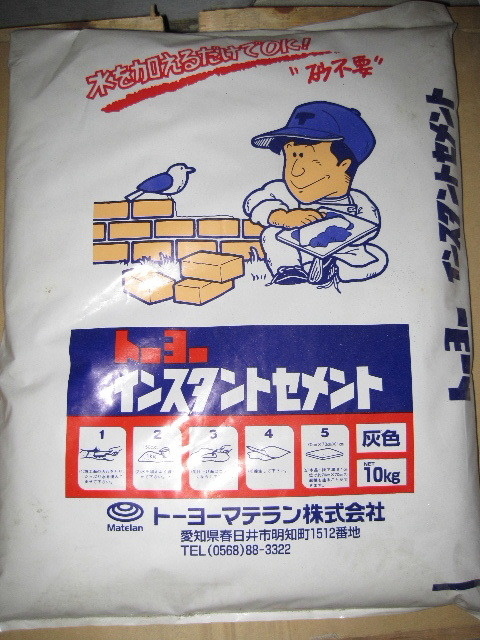 水を加えるだけでOK!
"砂不要"
T
トーヨー インスタントセメント
トーヨー
インスタントセメント
1
2
3
4
5
灰色
NET
10kg
Matelan
トーヨーマテラン株式会社
愛知県春日井市明知町1512番地
TEL(0568)88-3322